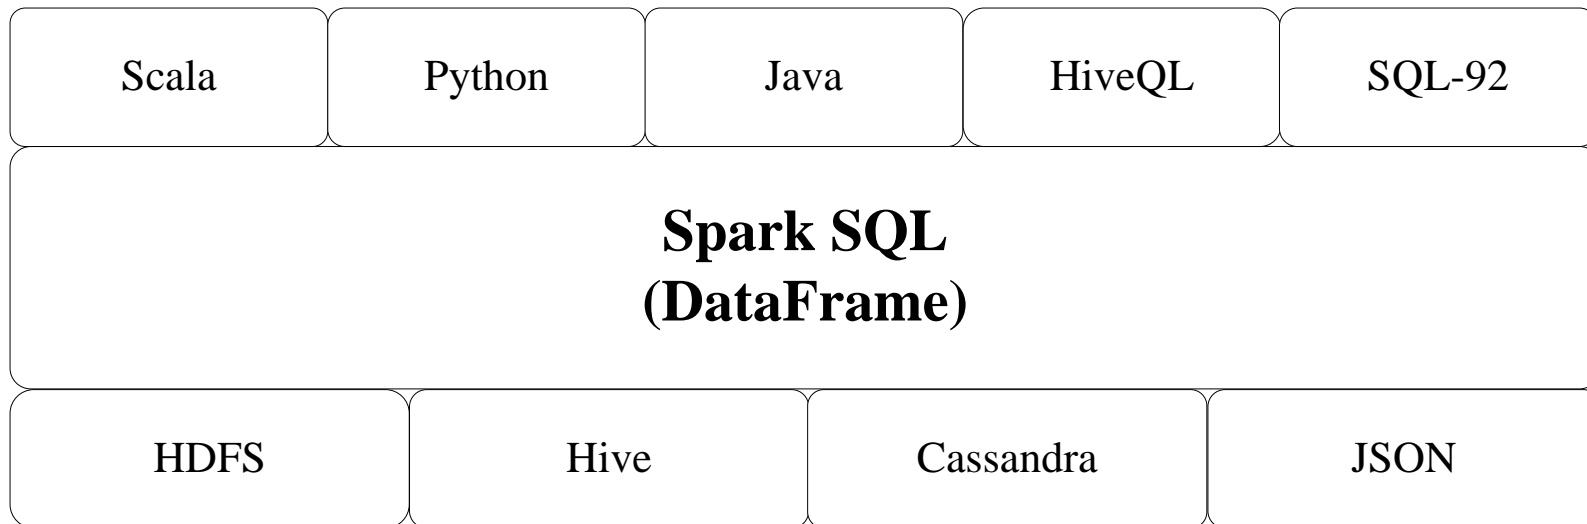 Scala
Python
Java
HiveQL
SQL-92
Spark SQL
(DataFrame)
HDFS
Hive
Cassandra
JSON